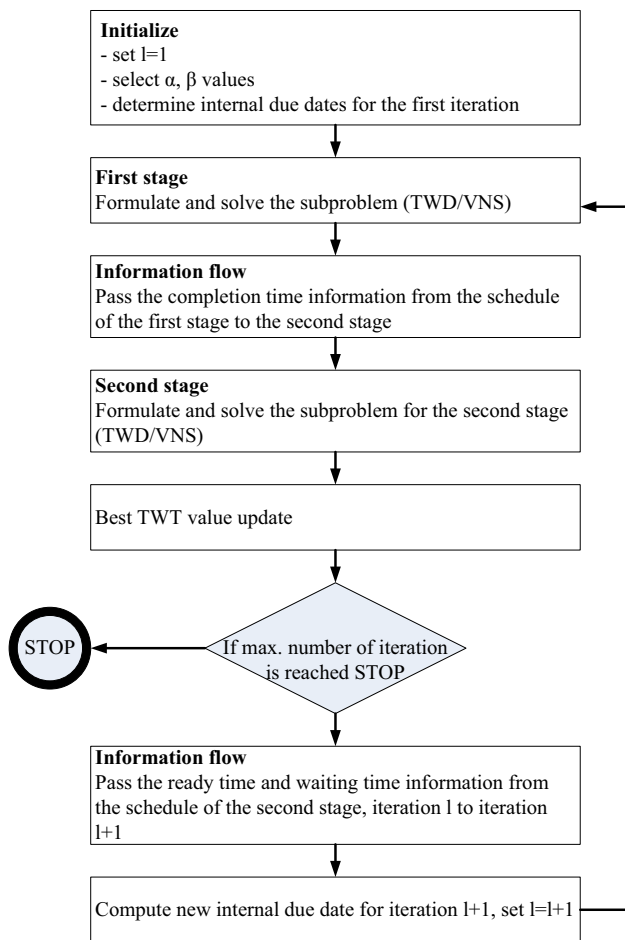 Initialize
- set l=1
- select α, β values
- determine internal due dates for the first iteration
First stage
Formulate and solve the subproblem (TWD/VNS)
Information flow
Pass the completion time information from the schedule
of the first stage to the second stage
Second stage
Formulate and solve the subproblem for the second stage
(TWD/VNS)
Best TWT value update
STOP
If max. number of iteration
is reached STOP
Information flow
Pass the ready time and waiting time information from
the schedule of the second stage, iteration l to iteration
l+1
Compute new internal due date for iteration l+1, set l=l+1